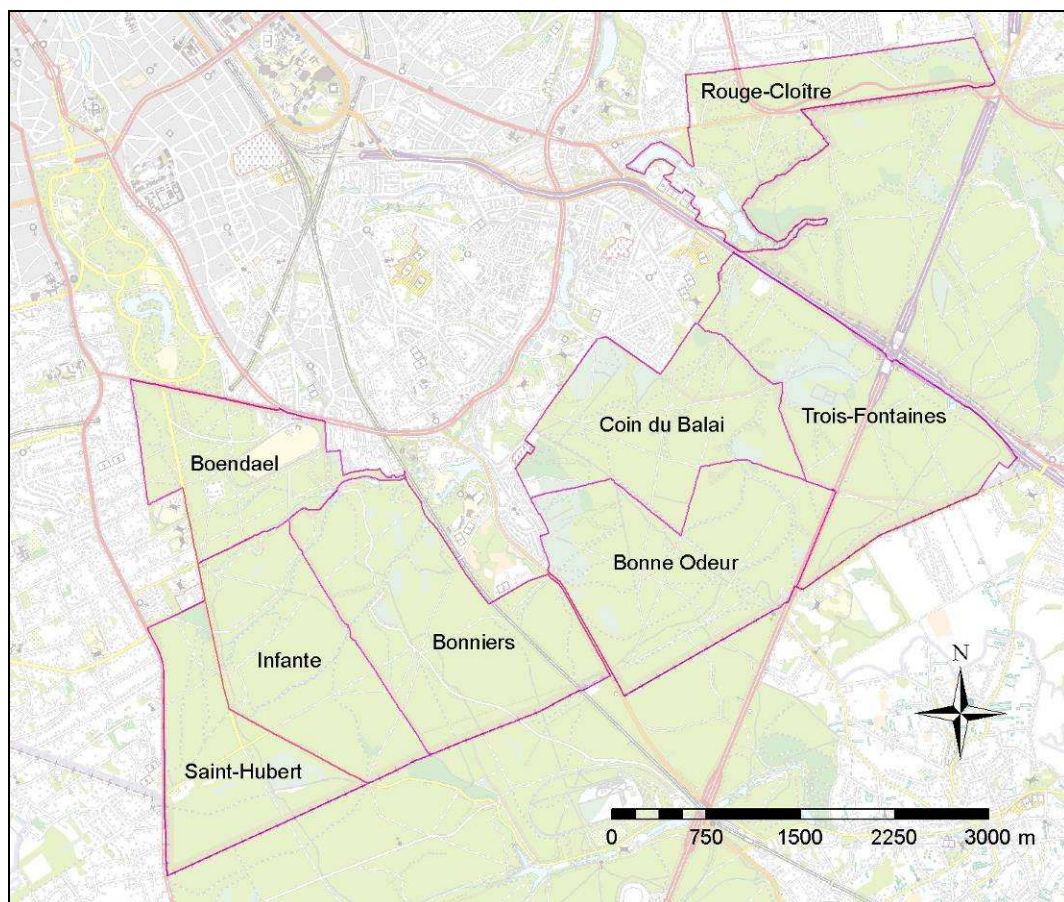 Rouge-Cloître
Coin du Balai
Trois-Fontaines
Boendael
Bonne Odeur
Bonniers
Infante
Saint-Hubert
N
0 750 1500 2250 3000 m